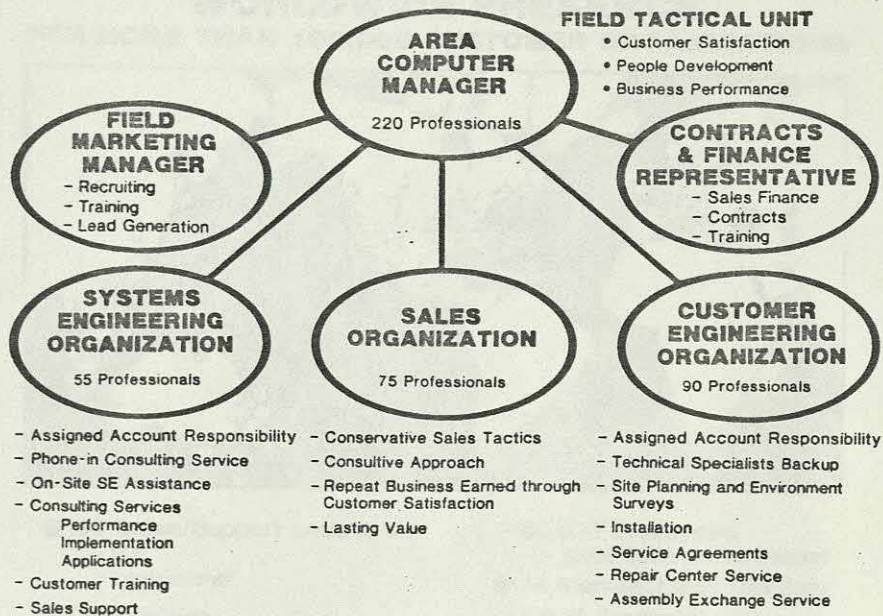 FIELD TACTICAL UNIT
• Customer Satisfaction
• People Development
• Business Performance
AREA
COMPUTER
MANAGER
220 Professionals
FIELD
MARKETING
MANAGER
- Recruiting
- Training
- Lead Generation
CONTRACTS
& FINANCE
REPRESENTATIVE
- Sales Finance
- Contracts
- Training
SYSTEMS
ENGINEERING
ORGANIZATION
55 Professionals
SALES
ORGANIZATION
75 Professionals
CUSTOMER
ENGINEERING
ORGANIZATION
90 Professionals
- Assigned Account Responsibility
- Phone-in Consulting Service
- On-Site SE Assistance
- Consulting Services
Performance
Implementation
Applications
- Customer Training
- Sales Support
- Conservative Sales Tactics
- Consultive Approach
- Repeat Business Earned through
Customer Satisfaction
- Lasting Value
- Assigned Account Responsibility
- Technical Specialists Backup
- Site Planning and Environment
Surveys
- Installation
- Service Agreements
- Repair Center Service
- Assembly Exchange Service